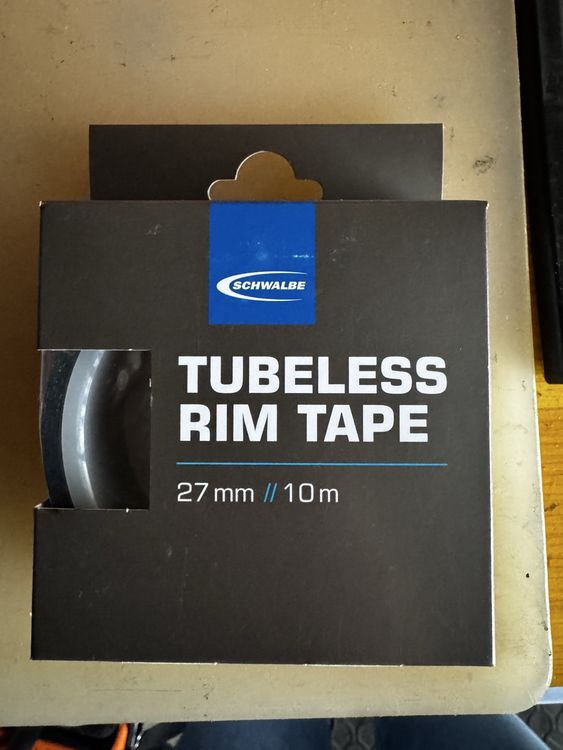 SCHWALBE
TUBELESS
RIM TAPE
27 mm // 10 m